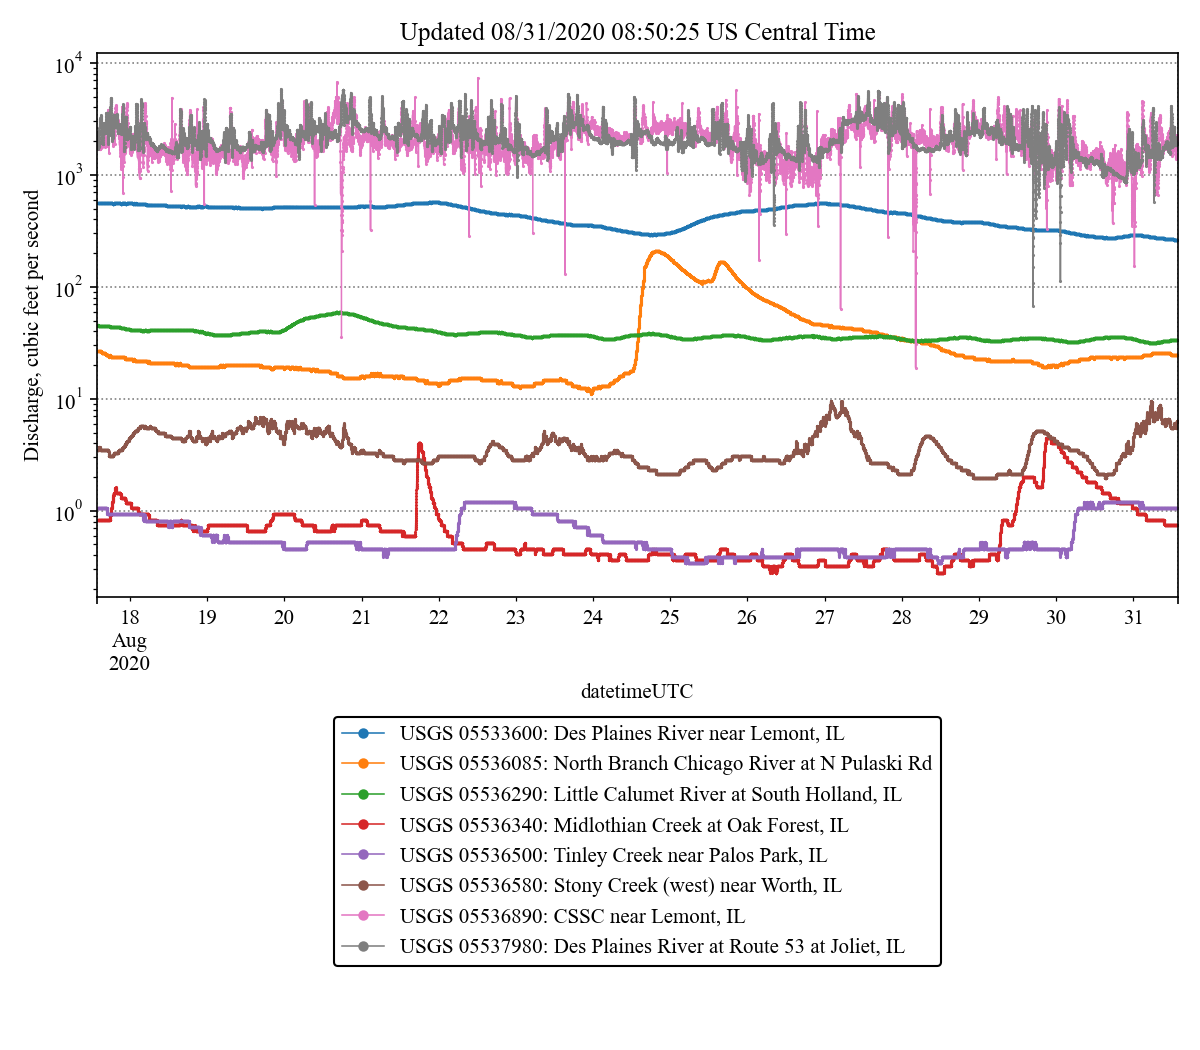 Updated 08/31/2020 08:50:25 US Central Time
Discharge, cubic feet per second
10^4
10^3
10^2
10^1
10^0
18 19 20 21 22 23 24 25 26 27 28 29 30 31
Aug
2020
datetimeUTC
USGS 05533600: Des Plaines River near Lemont, IL
USGS 05536085: North Branch Chicago River at N Pulaski Rd
USGS 05536290: Little Calumet River at South Holland, IL
USGS 05536340: Midlothian Creek at Oak Forest, IL
USGS 05536500: Tinley Creek near Palos Park, IL
USGS 05536580: Stony Creek (west) near Worth, IL
USGS 05536890: CSSC near Lemont, IL
USGS 05537980: Des Plaines River at Route 53 at Joliet, IL